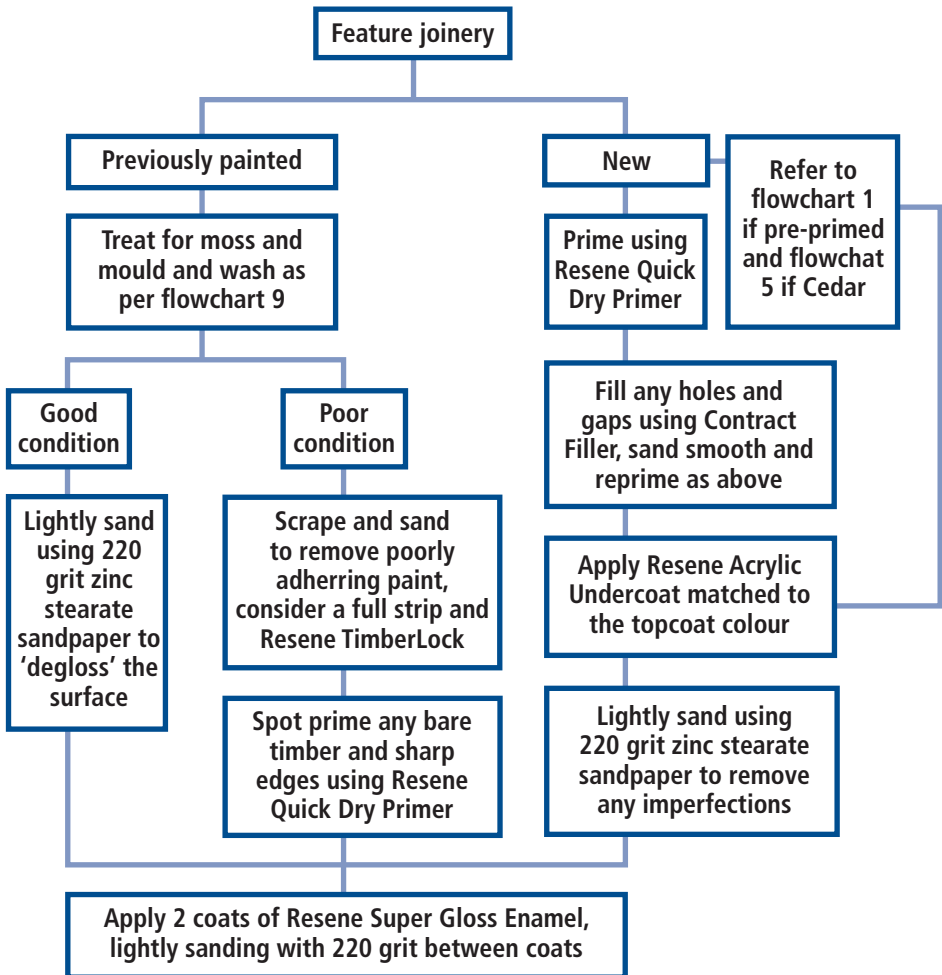 Feature joinery
Previously painted
Treat for moss and
mould and wash as
per flowchart 9
Good
condition
Lightly sand
using 220
grit zinc
stearate
sandpaper to
‘degloss’ the
surface
Poor
condition
Scrape and sand
to remove poorly
adherring paint,
consider a full strip and
Resene TimberLock
Spot prime any bare
timber and sharp
edges using Resene
Quick Dry Primer
New
Refer to
flowchart 1
if pre-primed
and flowchat
5 if Cedar
Prime using
Resene Quick
Dry Primer
Fill any holes and
gaps using Contract
Filler, sand smooth and
reprime as above
Apply Resene Acrylic
Undercoat matched to
the topcoat colour
Lightly sand using
220 grit zinc stearate
sandpaper to remove
any imperfections
Apply 2 coats of Resene Super Gloss Enamel,
lightly sanding with 220 grit between coats